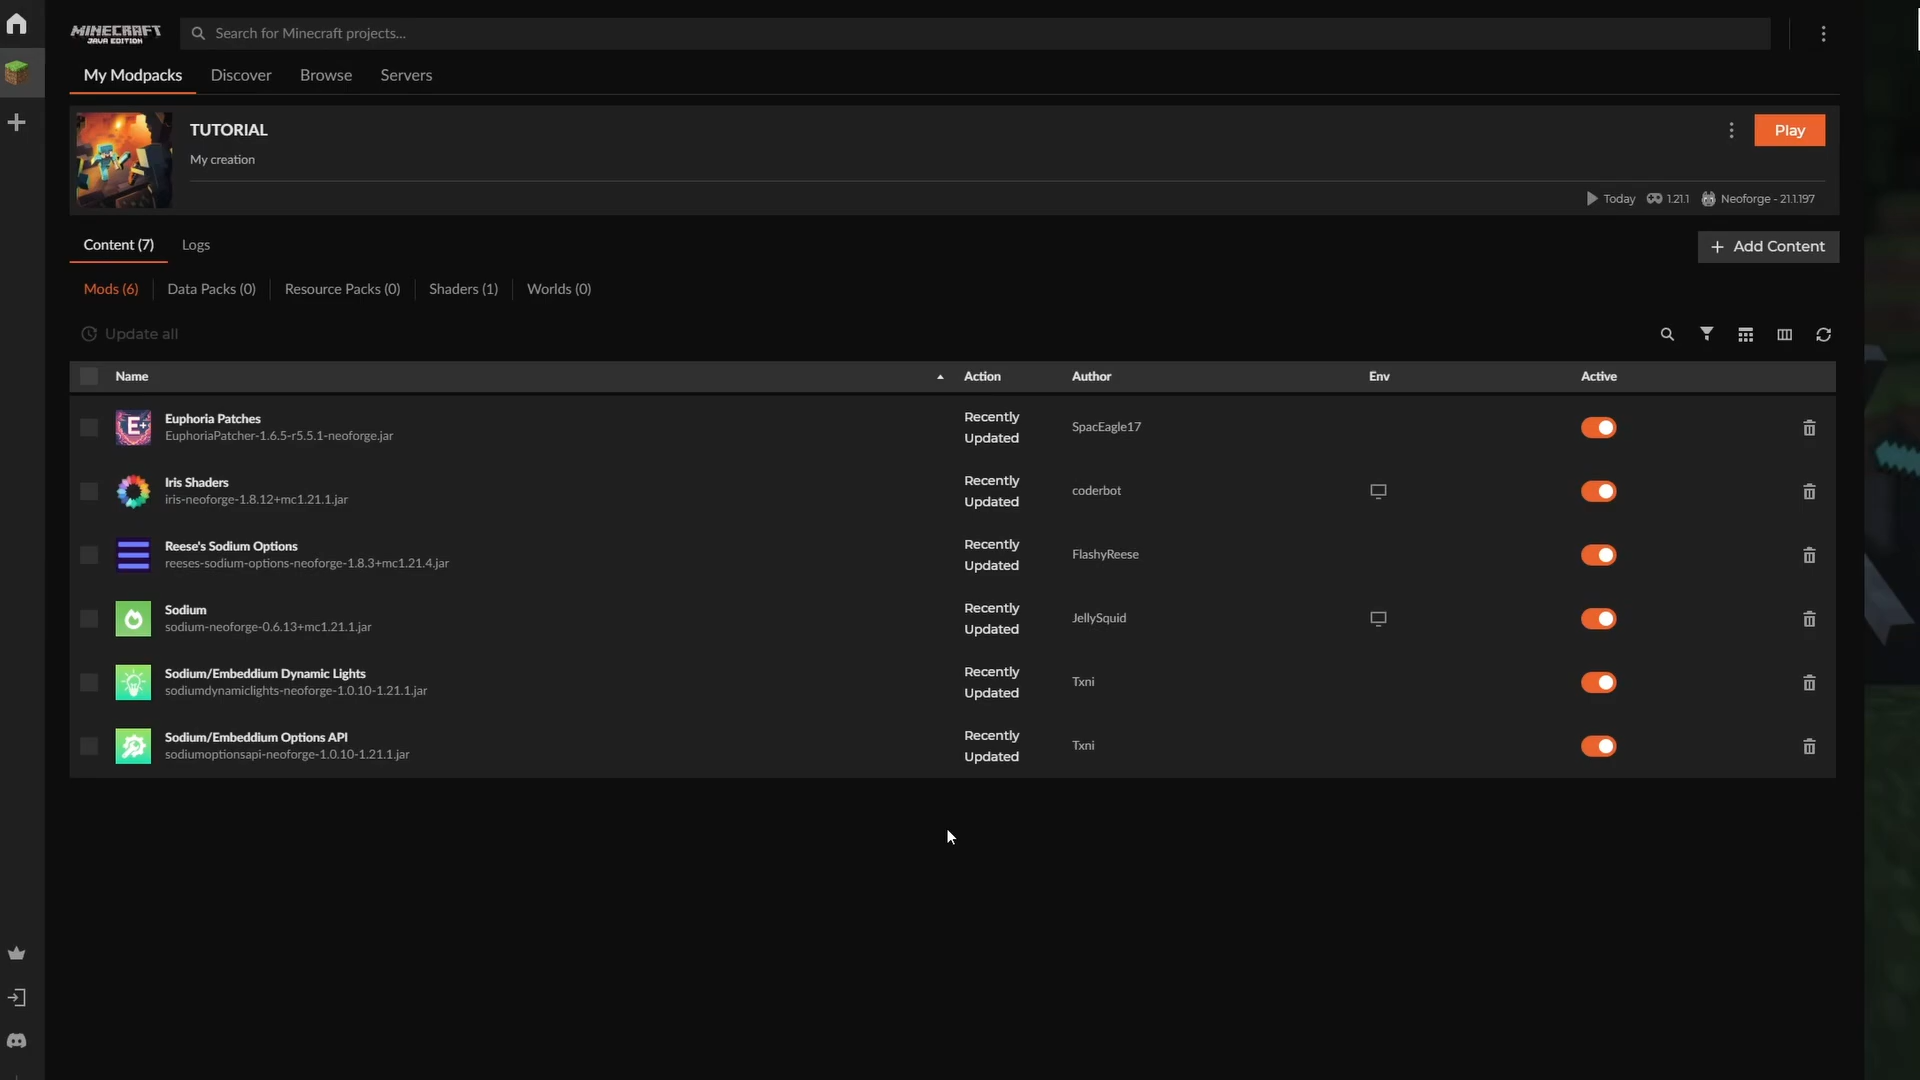 MINECRAFT
JAVA EDITION
Search for Minecraft projects...
My Modpacks Discover Browse Servers
TUTORIAL
Play
My creation
Today 1.21.1 Neoforge - 21.1.197
Content (7) Logs
+ Add Content
Mods (6) Data Packs (0) Resource Packs (0) Shaders (1) Worlds (0)
Update all
Name Action Author Env Active
Euphoria Patches
EuphoriaPatcher-1.6.5-r5.5.1-neoforge.jar
Recently
Updated
SpacEagle17
Iris Shaders
iris-neoforge-1.8.12+mc1.21.1.jar
Recently
Updated
coderbot
Reese's Sodium Options
reeses-sodium-options-neoforge-1.8.3+mc1.21.4.jar
Recently
Updated
FlashyReese
Sodium
sodium-neoforge-0.6.13+mc1.21.1.jar
Recently
Updated
JellySquid
Sodium/Embeddium Dynamic Lights
sodiumdynamiclights-neoforge-1.0.10-1.21.1.jar
Recently
Updated
Txni
Sodium/Embeddium Options API
sodiumoptionsapi-neoforge-1.0.10-1.21.1.jar
Recently
Updated
Txni